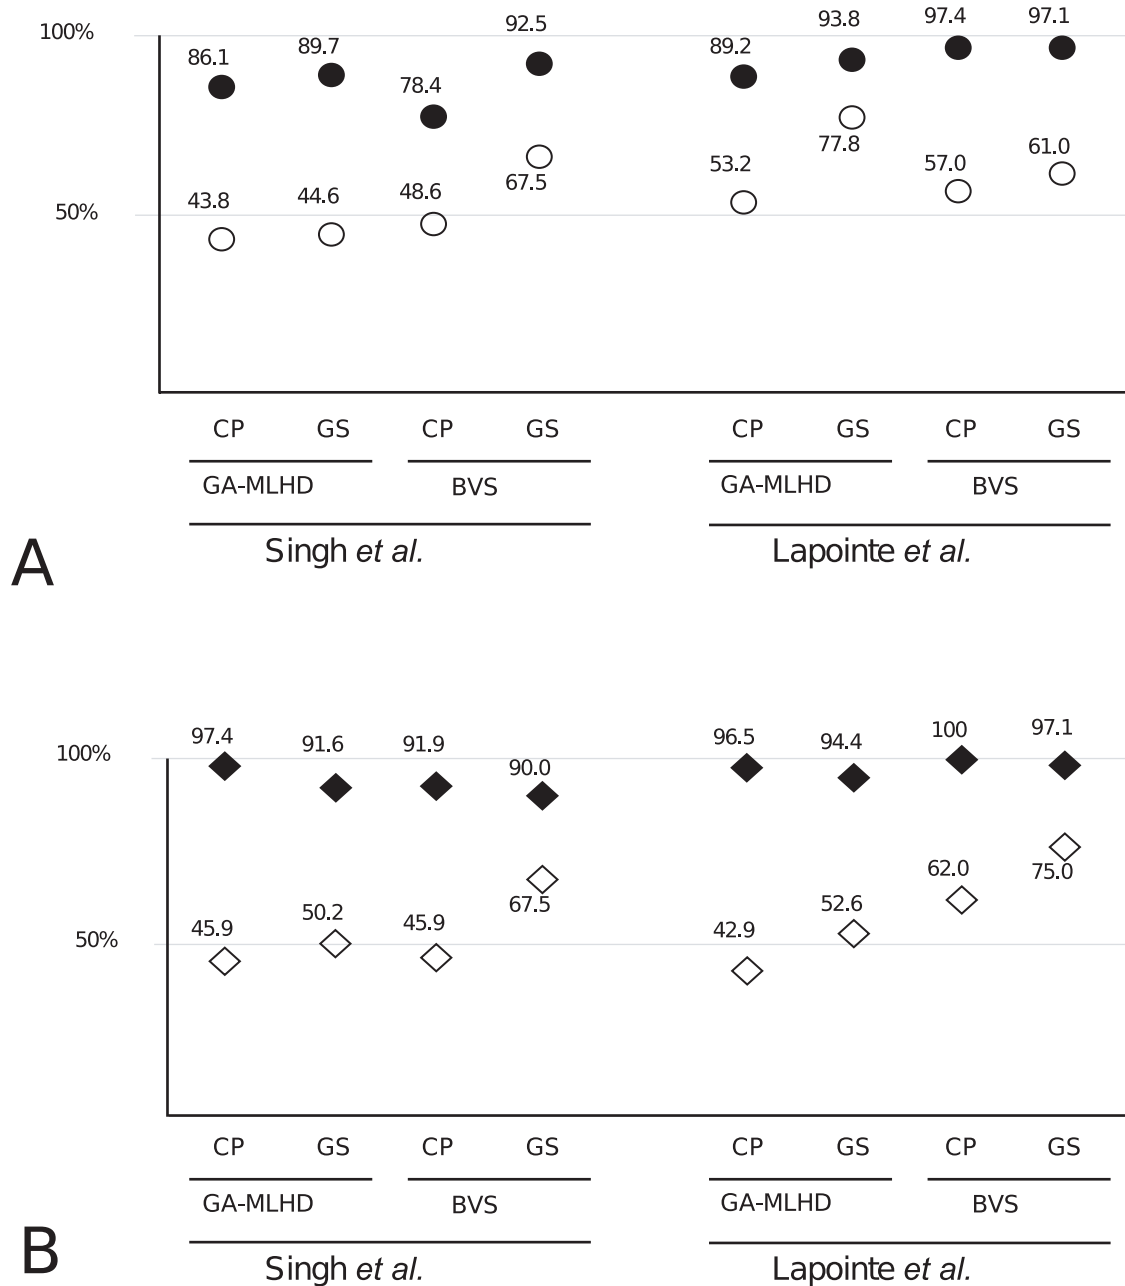 92.5 93.8 97.4 97.1
100%
86.1 89.7 78.4 89.2
77.8
53.2 57.0 61.0
43.8 44.6 48.6 67.5
50%
CP GS CP GS CP GS CP GS
GA-MLHD BVS GA-MLHD BVS
Singh et al. Lapointe et al.
A
97.4 91.6 91.9 90.0 96.5 94.4 100 97.1
100%
45.9 50.2 45.9 67.5 42.9 52.6 62.0 75.0
50%
CP GS CP GS CP GS CP GS
GA-MLHD BVS GA-MLHD BVS
B
Singh et al. Lapointe et al.